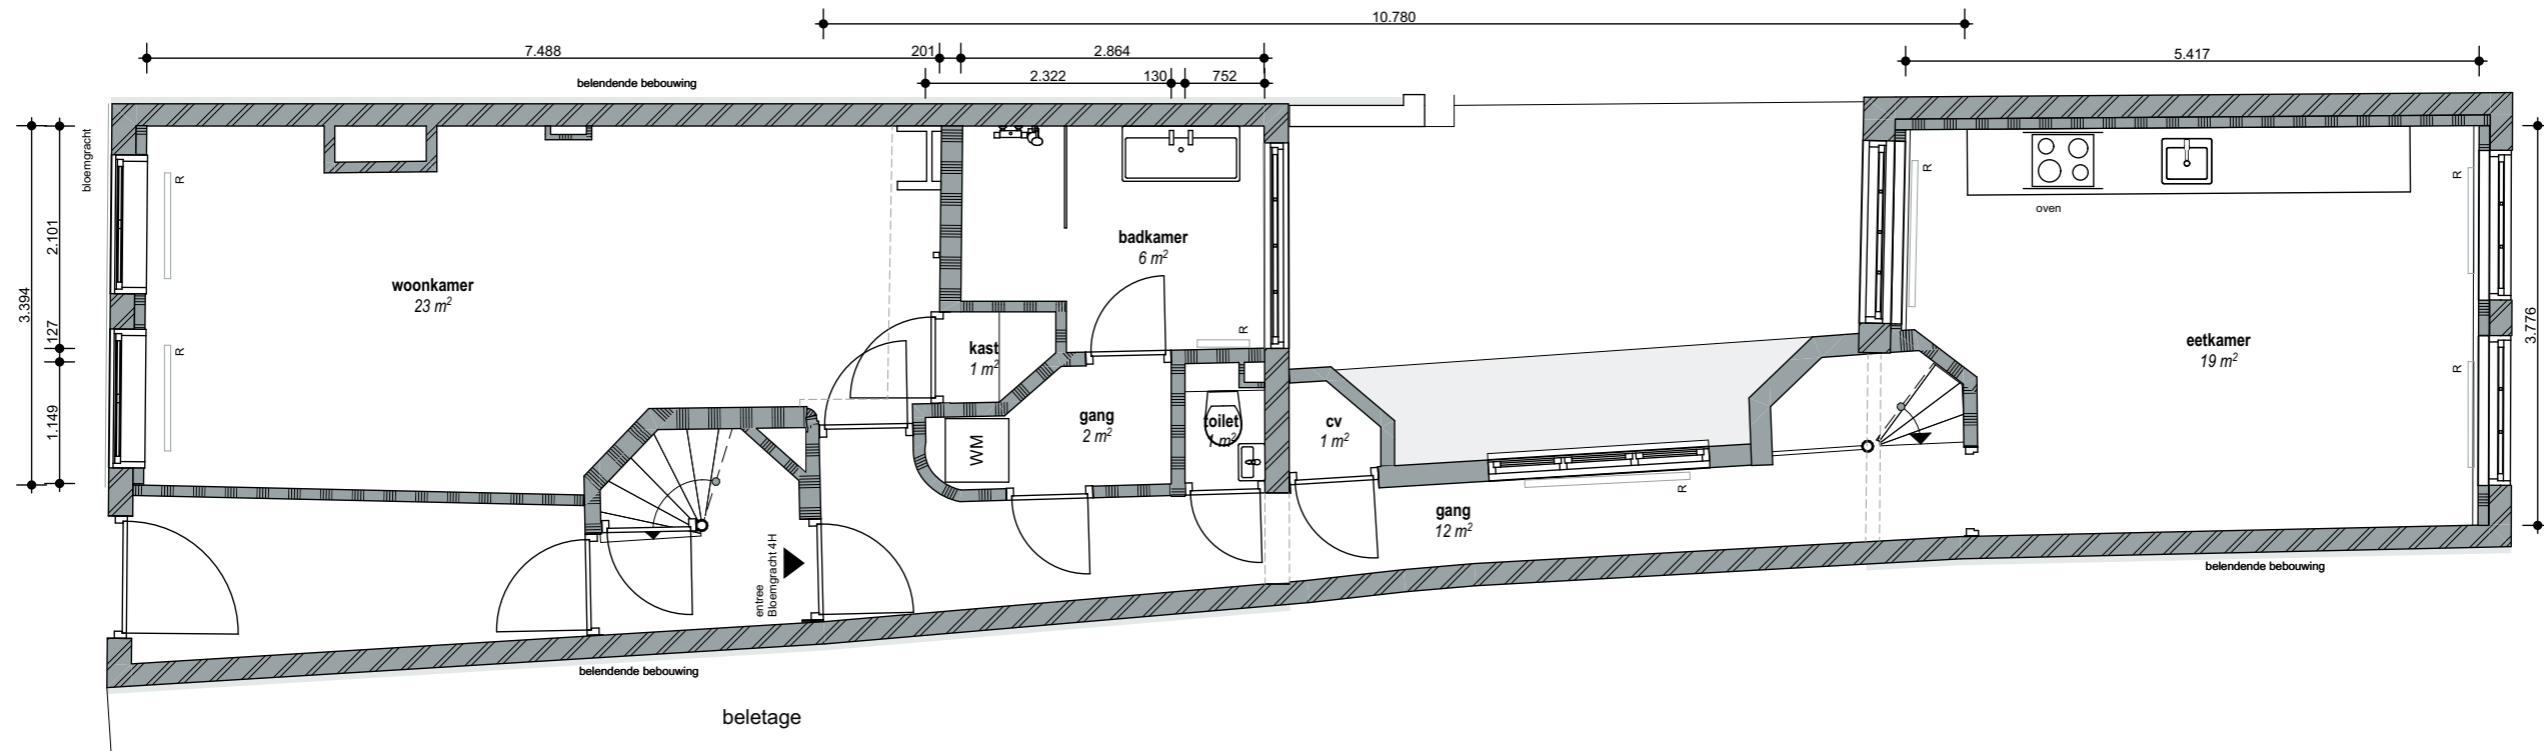 10.780
7.488
201
2.864
5.417
belendende bebouwing
2.322
130
752
bloemgracht
3.394
2.101
127
1.149
3.776
R
R
R
R
R
R
R
woonkamer
23 m²
badkamer
6 m²
oven
eetkamer
19 m²
kast
1 m²
gang
2 m²
WM
toilet
1 m²
cv
1 m²
gang
12 m²
entree
Bloemgracht 4H
belendende bebouwing
belendende bebouwing
beletage